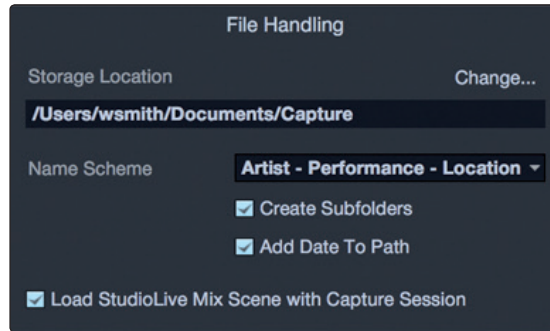 File Handling
Storage Location Change...
/Users/wsmith/Documents/Capture
Name Scheme Artist - Performance - Location
Create Subfolders
Add Date To Path
Load StudioLive Mix Scene with Capture Session